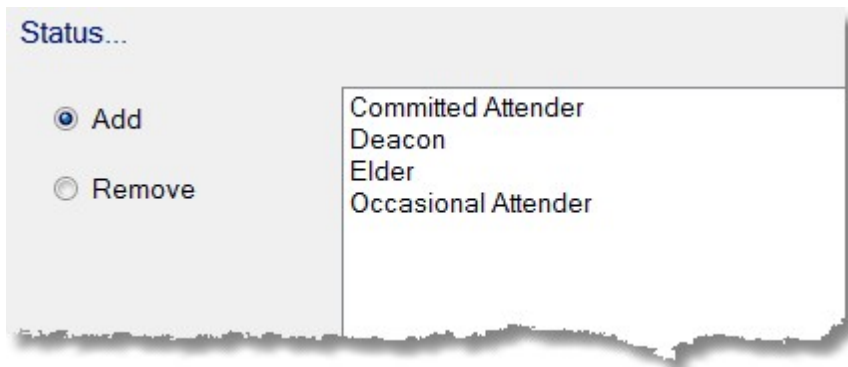 Status...
Add
Remove
Committed Attender
Deacon
Elder
Occasional Attender